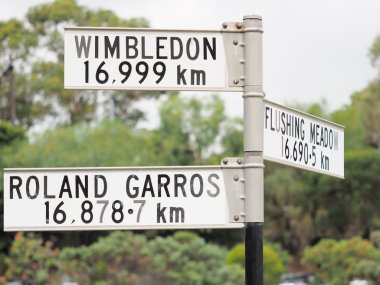 WIMBLEDON
16,999 km
FLUSHING MEADOW
16,690·5 km
ROLAND GARROS
16,878·7 km